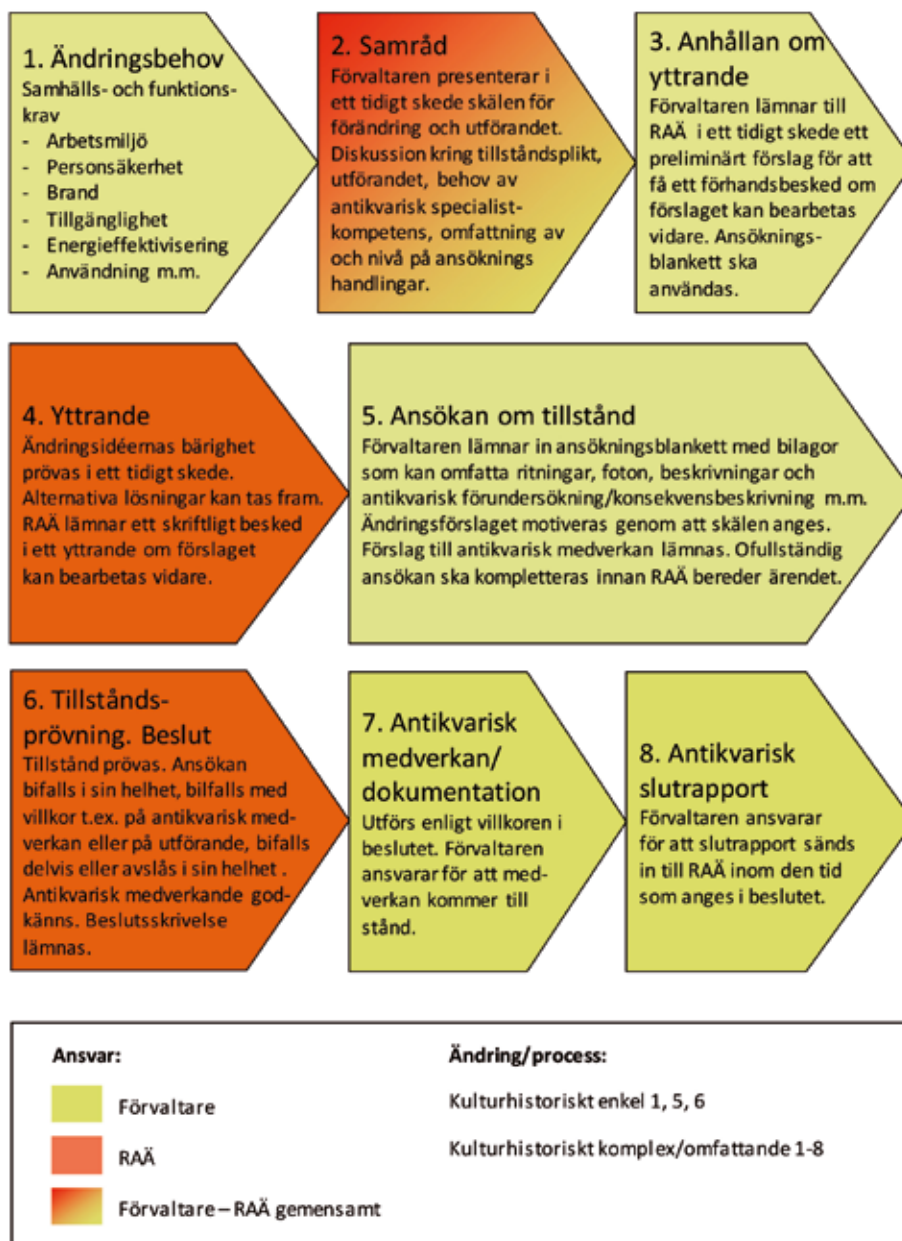 1. Ändringsbehov
Samhälls- och funktions-
krav
- Arbetsmiljö
- Personsäkerhet
- Brand
- Tillgänglighet
- Energieffektivisering
- Användning m.m.
2. Samråd
Förvaltaren presenterar i
ett tidigt skede skälen för
förändring och utförandet.
Diskussion kring tillståndsplikt,
utförandet, behov av
antikvarisk specialist-
kompetens, omfattning av
och nivå på ansöknings
handlingar.
3. Anhållan om
yttrande
Förvaltaren lämnar till
RAÄ i ett tidigt skede ett
preliminärt förslag för att
få ett förhandsbesked om
förslaget kan bearbetas
vidare. Ansöknings-
blankett ska
användas.
4. Yttrande
Ändringsidéernas bärighet
prövas i ett tidigt skede.
Alternativa lösningar kan tas fram.
RAÄ lämnar ett skriftligt besked
i ett yttrande om förslaget
kan bearbetas vidare.
5. Ansökan om tillstånd
Förvaltaren lämnar in ansökningsblankett med bilagor
som kan omfatta ritningar, foton, beskrivningar och
antikvarisk förundersökning/konsekvensbeskrivning m.m.
Ändringsförslaget motiveras genom att skälen anges.
Förslag till antikvarisk medverkan lämnas. Ofullständig
ansökan ska kompletteras innan RAÄ bereder ärendet.
6. Tillstånds-
prövning. Beslut
Tillstånd prövas. Ansökan
bifalls i sin helhet, bilfalls med
villkor t.ex. på antikvarisk med-
verkan eller på utförande, bifalls
delvis eller avslås i sin helhet .
Antikvarisk medverkande god-
känns. Beslutsskrivelse
lämnas.
7. Antikvarisk
medverkan/
dokumentation
Utförs enligt villkoren i
beslutet. Förvaltaren
ansvarar för att med-
verkan kommer till
stånd.
8. Antikvarisk
slutrapport
Förvaltaren ansvarar
för att slutrapport sänds
in till RAÄ inom den tid
som anges i beslutet.
Ansvar:
Förvaltare
RAÄ
Förvaltare – RAÄ gemensamt
Ändring/process:
Kulturhistoriskt enkel 1, 5, 6
Kulturhistoriskt komplex/omfattande 1-8